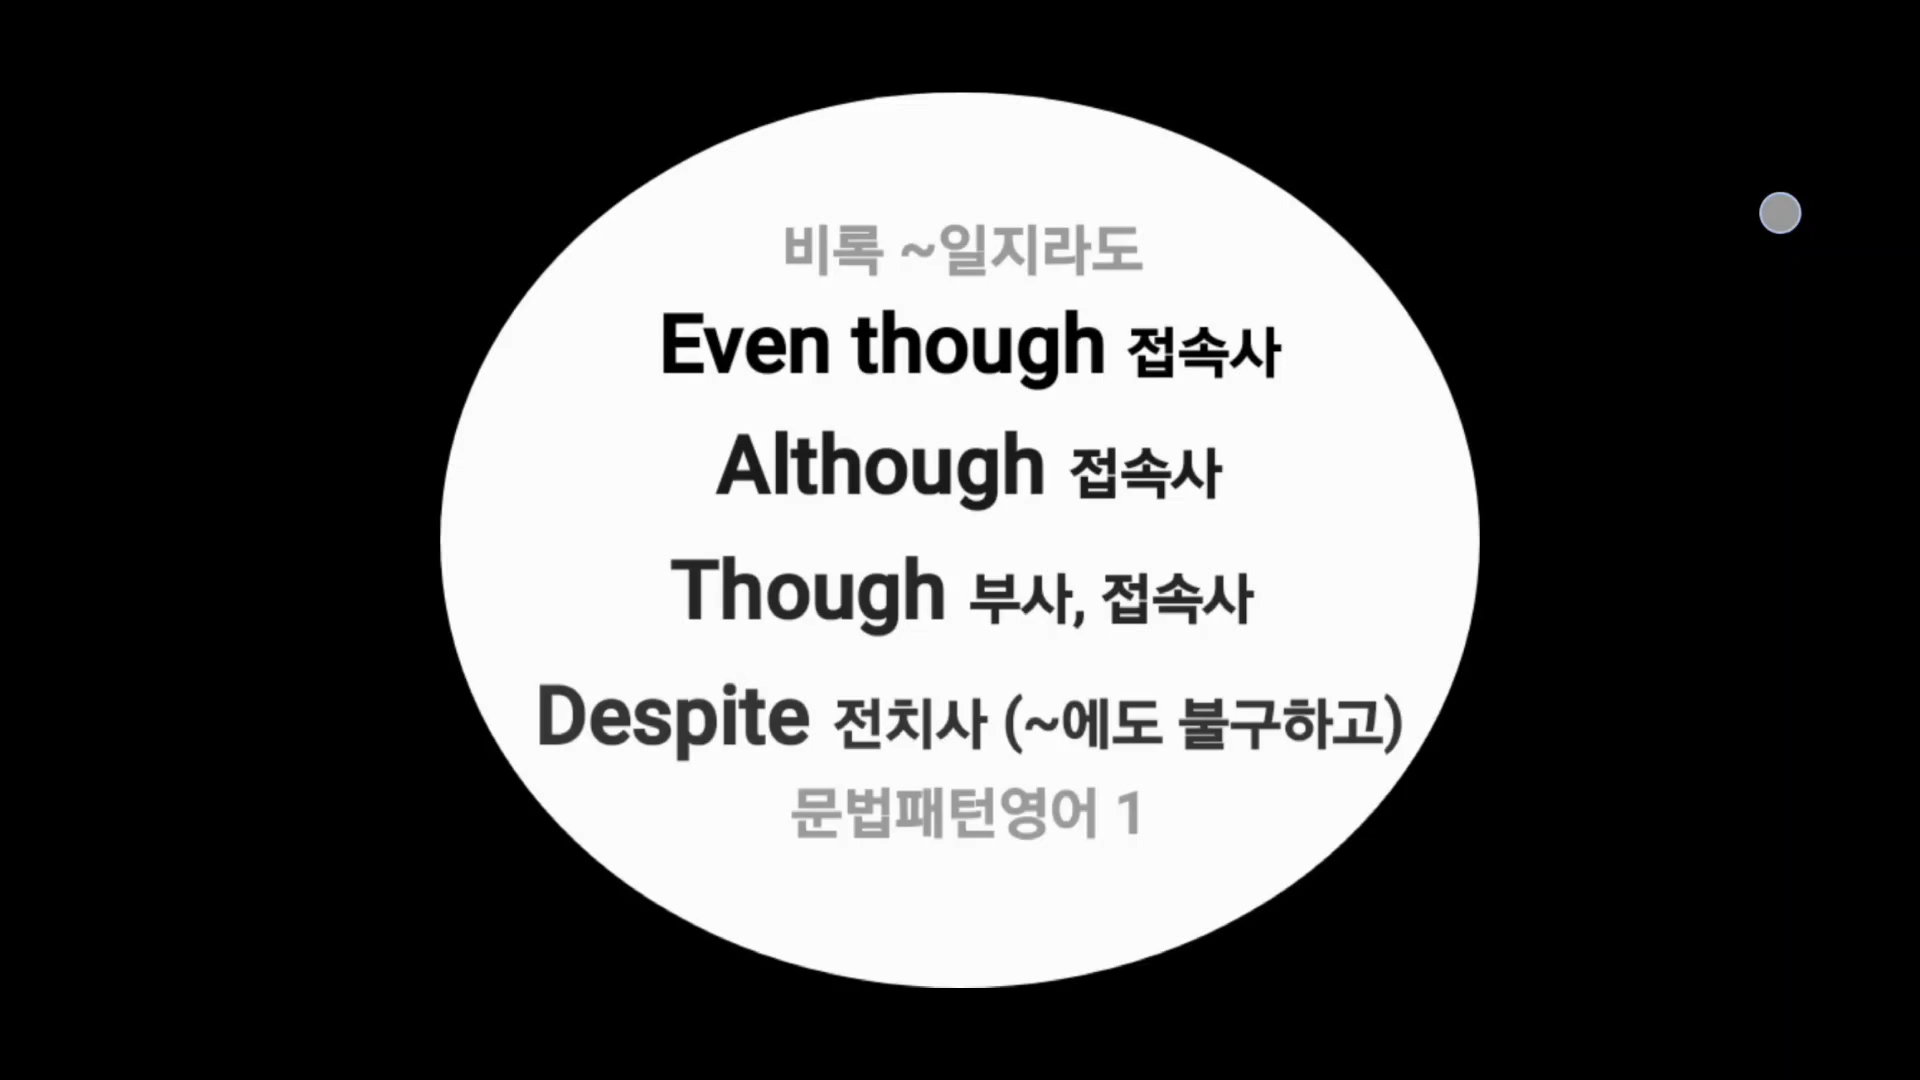 비록 ~일지라도
Even though 접속사
Although 접속사
Though 부사, 접속사
Despite 전치사 (~에도 불구하고)
문법패턴영어 1